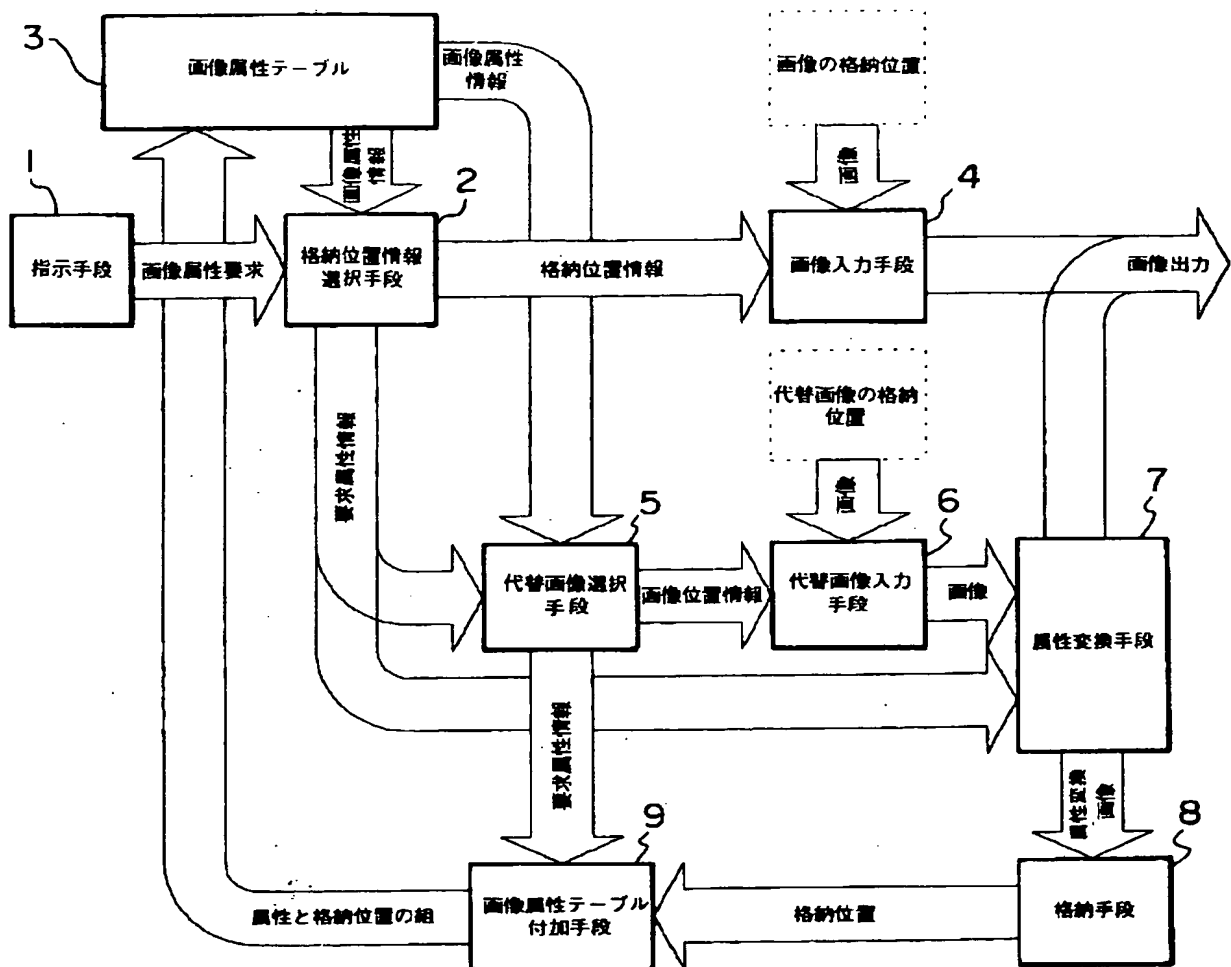 3
画像属性テーブル
画像属性
情報
画像の格納位置
画像属性
情報
画像
1
2
4
指示手段
画像属性要求
格納位置情報
選択手段
格納位置情報
画像入力手段
画像出力
代替画像の格納
位置
要求属性情報
画像
5
6
7
代替画像選択
手段
画像位置情報
代替画像入力
手段
画像
属性変換手段
要求属性情報
属性変換
画像
9
8
属性と格納位置の組
画像属性テーブル
付加手段
格納位置
格納手段